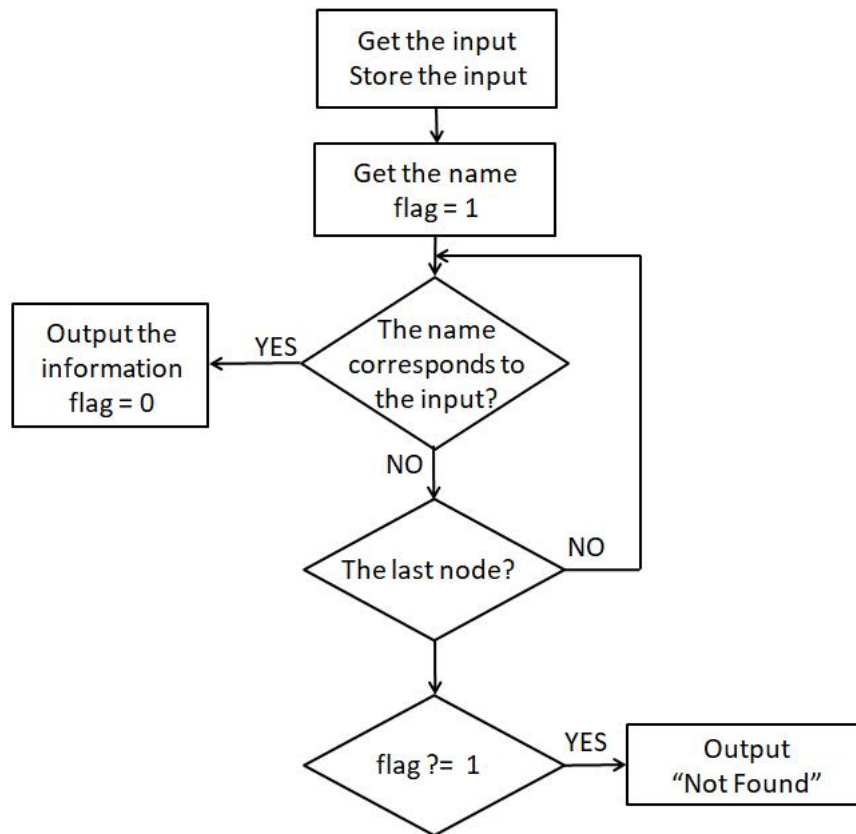 Get the input
Store the input
Get the name
flag = 1
The name
corresponds to
the input?
YES
Output the
information
flag = 0
NO
The last node?
NO
flag ?= 1
YES
Output
“Not Found”